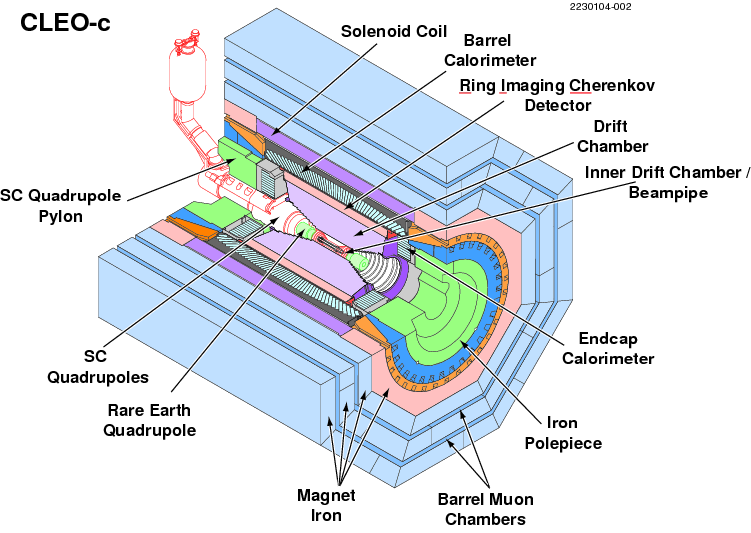 CLEO-c
2230104-002
Solenoid Coil
Barrel
Calorimeter
Ring Imaging Cherenkov
Detector
Drift
Chamber
Inner Drift Chamber /
Beampipe
SC Quadrupole
Pylon
SC
Quadrupoles
Rare Earth
Quadrupole
Magnet
Iron
Barrel Muon
Chambers
Iron
Polepiece
Endcap
Calorimeter